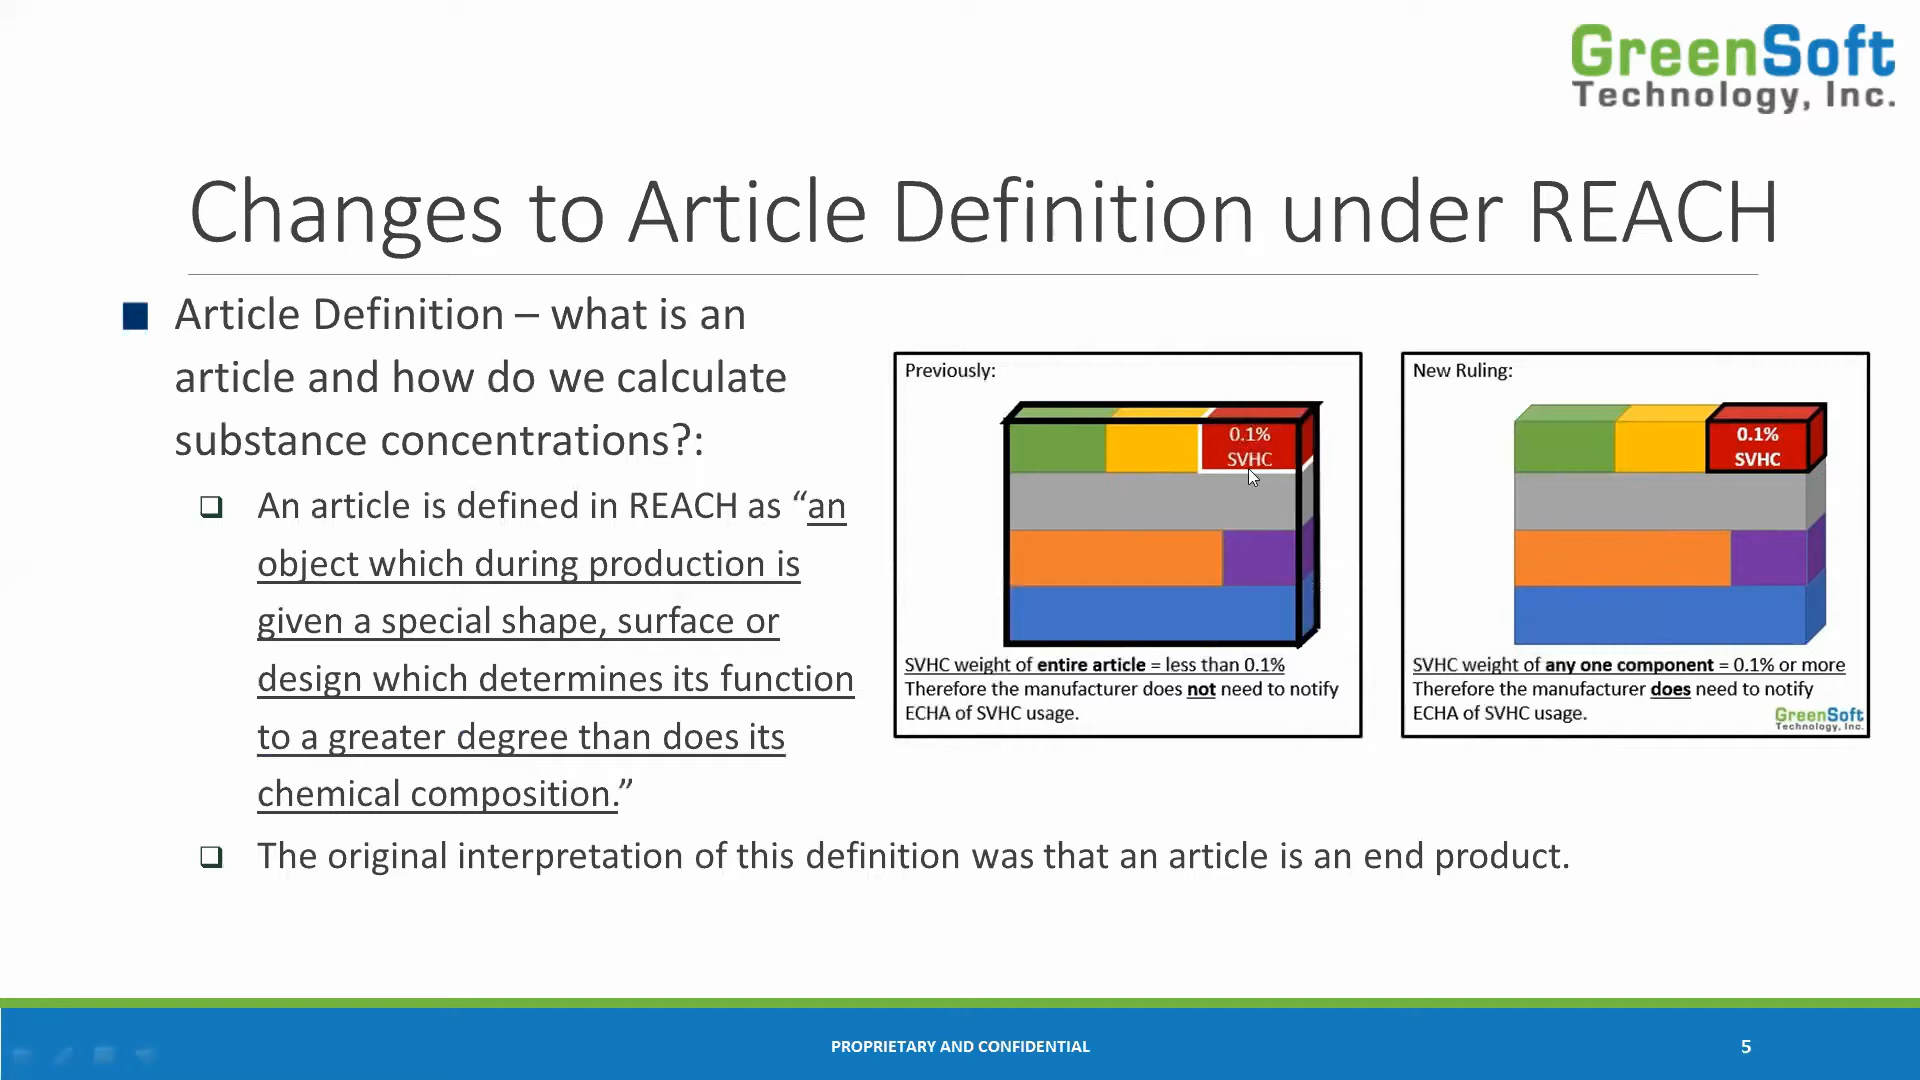 GreenSoft
Technology, Inc.
Changes to Article Definition under REACH
Article Definition – what is an
article and how do we calculate
substance concentrations?:
An article is defined in REACH as “an
object which during production is
given a special shape, surface or
design which determines its function
to a greater degree than does its
chemical composition.”
The original interpretation of this definition was that an article is an end product.
Previously:
0.1%
SVHC
SVHC weight of entire article = less than 0.1%
Therefore the manufacturer does not need to notify
ECHA of SVHC usage.
New Ruling:
0.1%
SVHC
SVHC weight of any one component = 0.1% or more
Therefore the manufacturer does need to notify
ECHA of SVHC usage.
GreenSoft
Technology, Inc.
PROPRIETARY AND CONFIDENTIAL
5